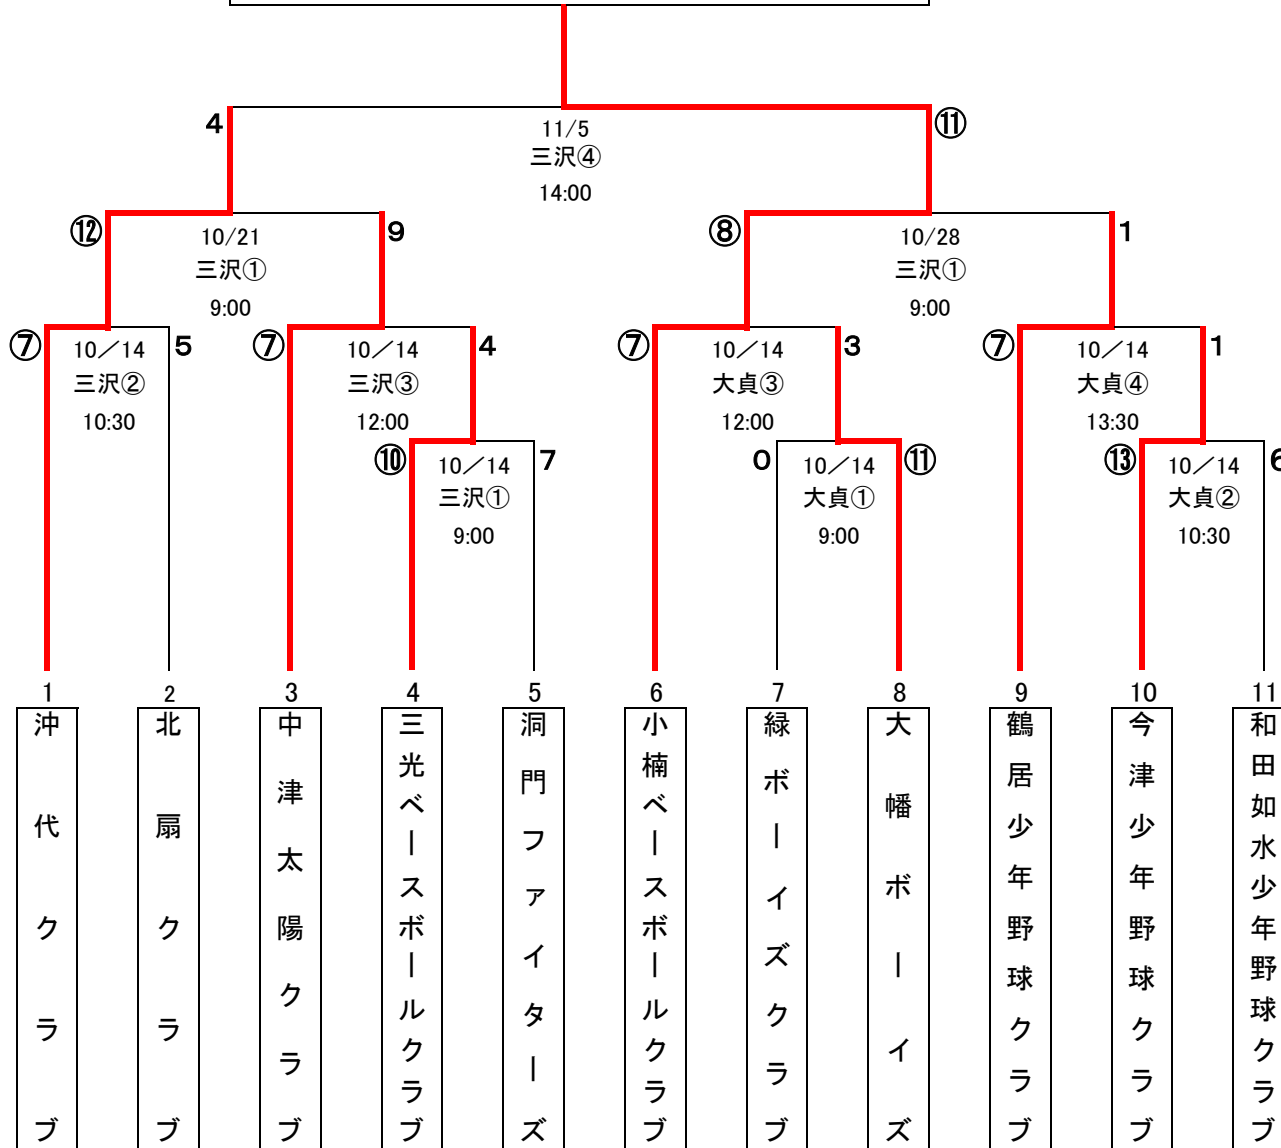 4
11/5
三沢④
14:00
⑪
⑫
10/21
三沢①
9:00
9
⑧
10/28
三沢①
9:00
1
⑦
10／14
三沢②
10:30
5
⑦
10／14
三沢③
12:00
4
⑦
10／14
大貞③
12:00
3
⑦
10／14
大貞④
13:30
1
⑩
10／14
三沢①
9:00
7
0
10／14
大貞①
9:00
⑪
⑬
10／14
大貞②
10:30
6
1
沖代クラブ
2
北扇クラブ
3
中津太陽クラブ
4
三光ベースボールクラブ
5
洞門ファイターズ
6
小楠ベースボールクラブ
7
緑ボーイズクラブ
8
大幡ボーイズ
9
鶴居少年野球クラブ
10
今津少年野球クラブ
11
和田如水少年野球クラブ